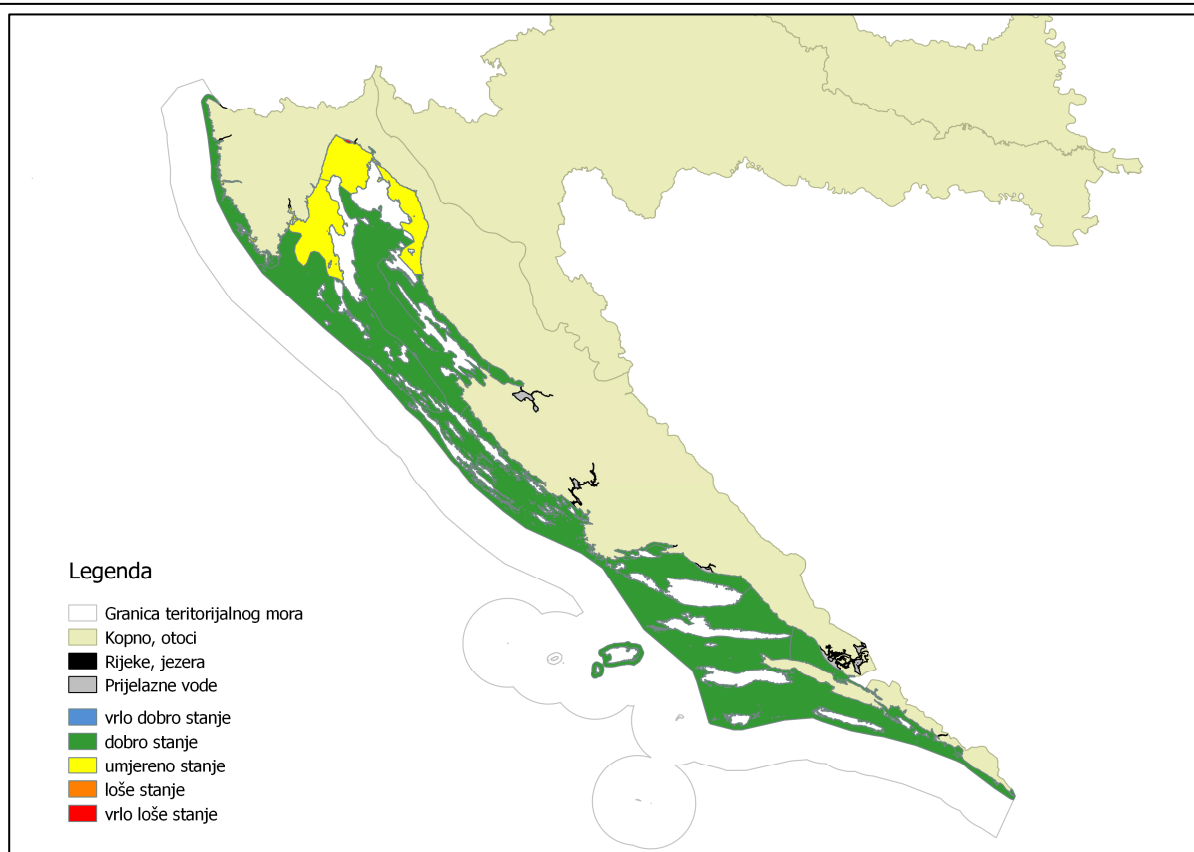 Legenda
Granica teritorijalnog mora
Kopno, otoci
Rijeke, jezera
Prijelazne vode
vrlo dobro stanje
dobro stanje
umjereno stanje
loše stanje
vrlo loše stanje